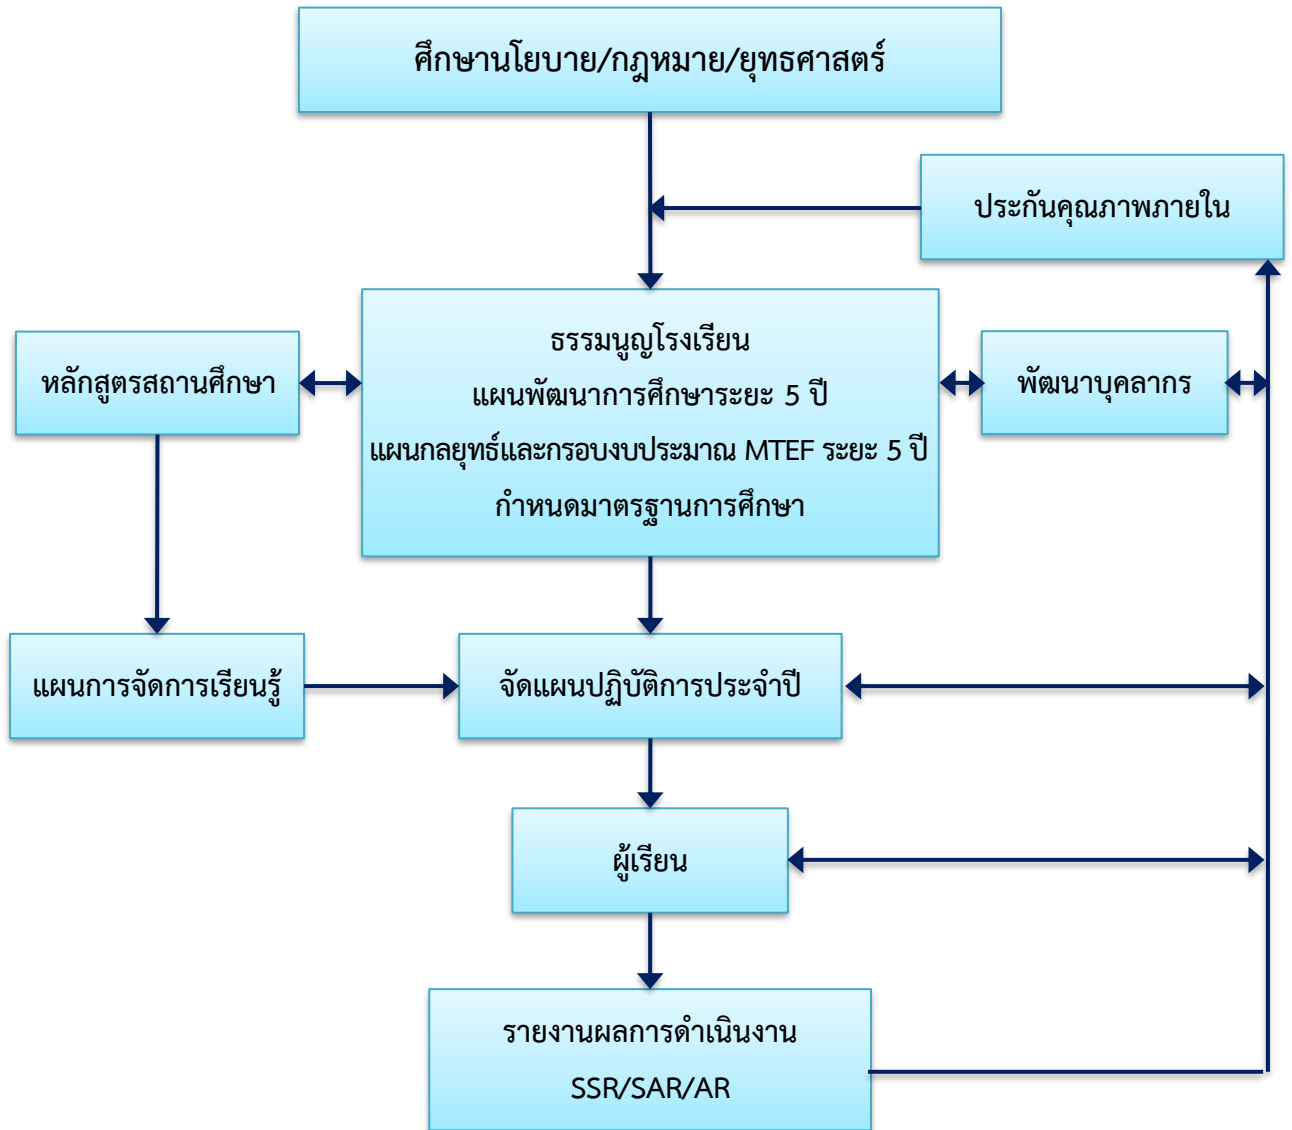 ศึกษานโยบาย/กฎหมาย/ยุทธศาสตร์
ประกันคุณภาพภายใน
ธรรมนูญโรงเรียน
แผนพัฒนาการศึกษาระยะ 5 ปี
แผนกลยุทธ์และกรอบงบประมาณ MTEF ระยะ 5 ปี
กำหนดมาตรฐานการศึกษา
หลักสูตรสถานศึกษา
พัฒนาบุคลากร
แผนการจัดการเรียนรู้
จัดแผนปฏิบัติการประจำปี
ผู้เรียน
รายงานผลการดำเนินงาน
SSR/SAR/AR